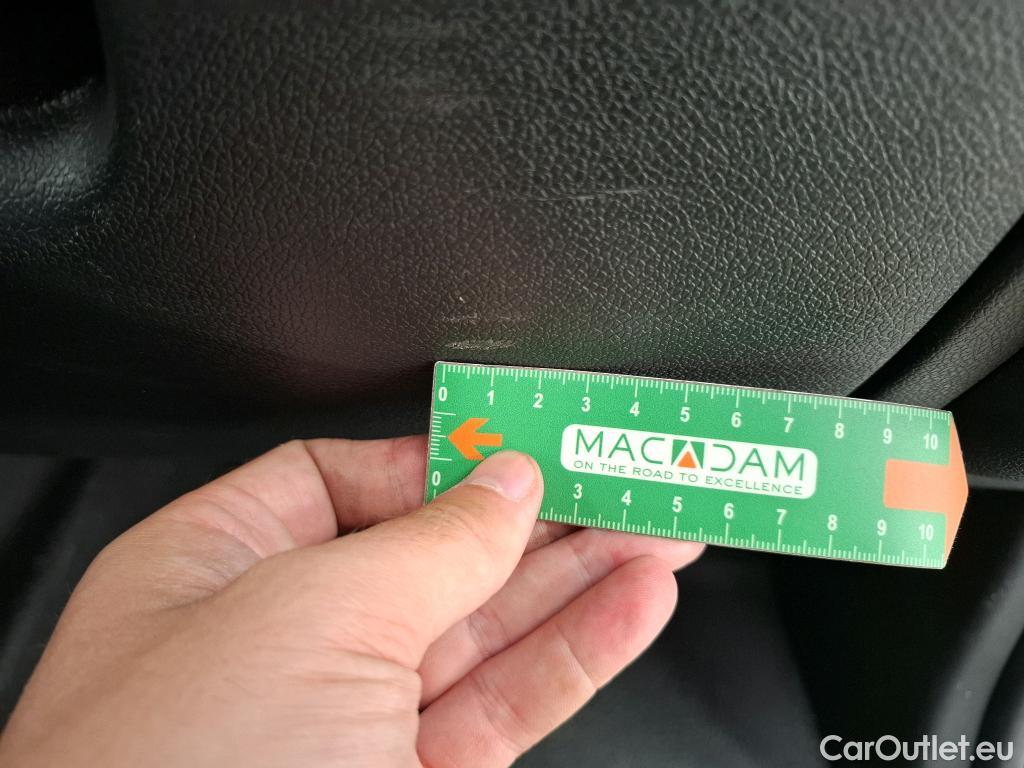 0 1 2 3 4 5 6 7 8 9 10
MACADAM
ON THE ROAD TO EXCELLENCE
0 3 4 5 6 7 8 9 10
CarOutlet.eu